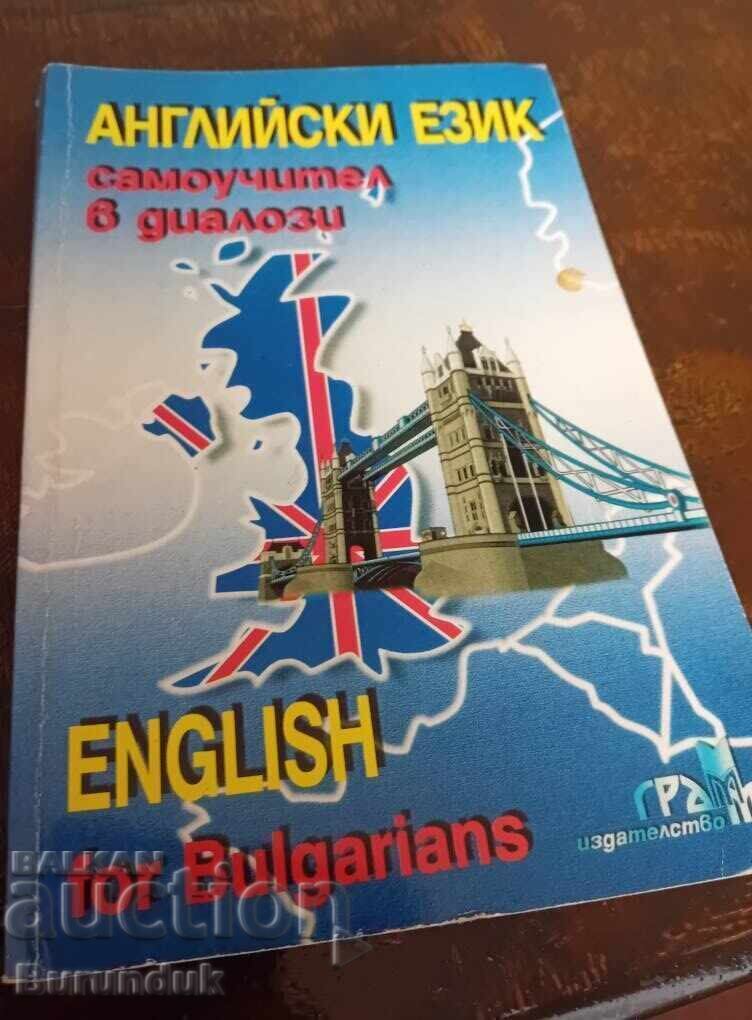 АНГЛИЙСКИ ЕЗИК
самоучител
в диалози
ENGLISH
for Bulgarians
издателство
BALKAN
auction
Burunduk